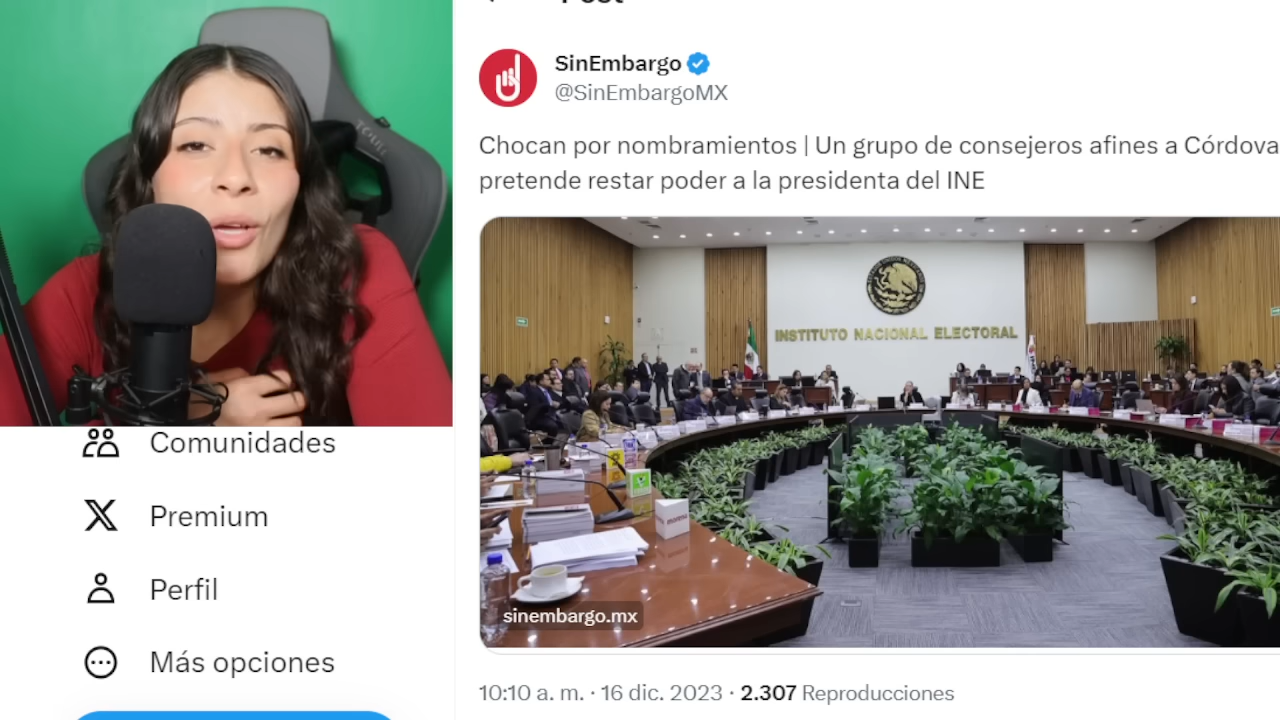 SinEmbargo
@SinEmbargoMX
Chocan por nombramientos | Un grupo de consejeros afines a Córdova
pretende restar poder a la presidenta del INE
INSTITUTO NACIONAL ELECTORAL
morena
sinembargo.mx
10:10 a. m. · 16 dic. 2023 · 2.307 Reproducciones
Comunidades
Premium
Perfil
Más opciones